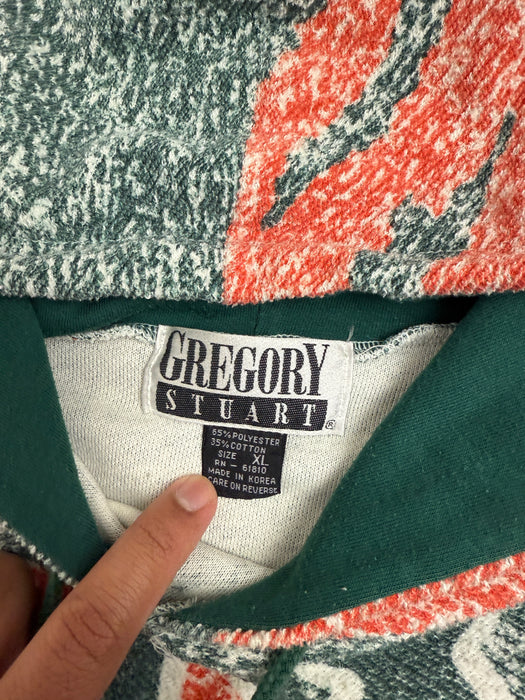 GREGORY
STUART
®
65% POLYESTER
35% COTTON
SIZE XL
RN - 61810
MADE IN KOREA
CARE ON REVERSE